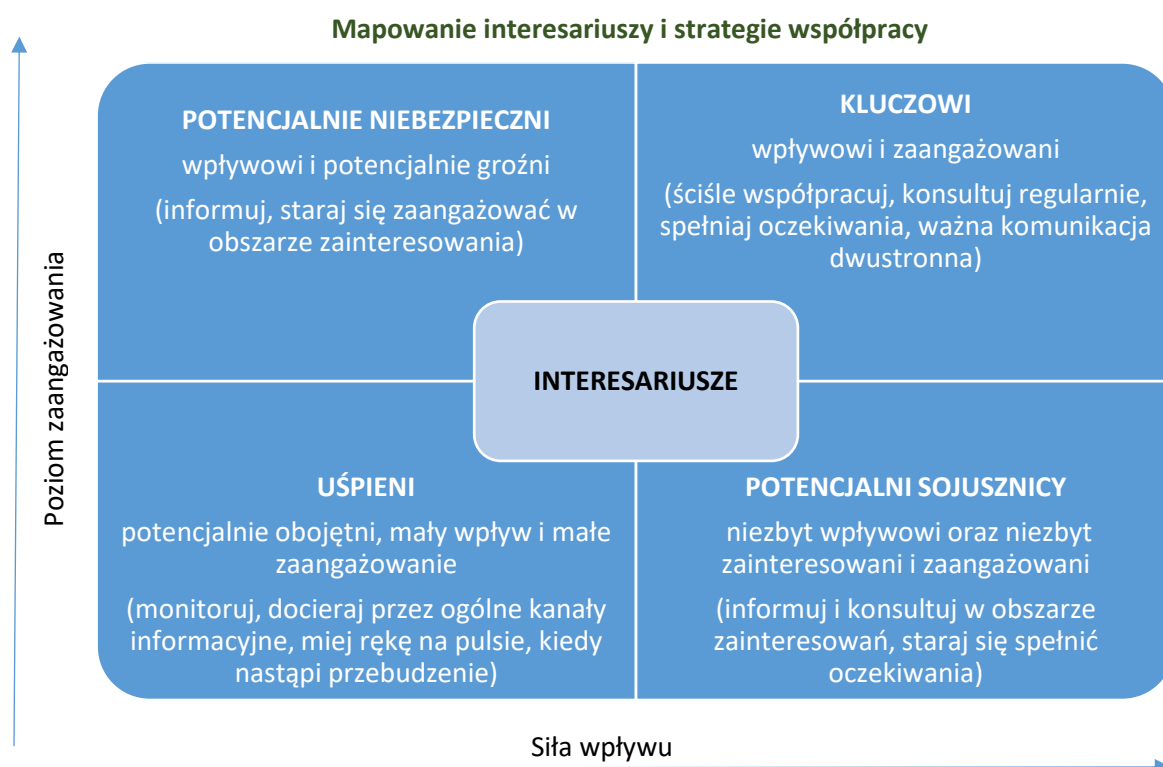 Mapowanie interesariuszy i strategie współpracy
POTENCJALNIE NIEBEZPIECZNI
wpływowi i potencjalnie groźni
(informuj, staraj się zaangażować w
obszarze zainteresowania)
KLUCZOWI
wpływowi i zaangażowani
(ściśle współpracuj, konsultuj regularnie,
spełniaj oczekiwania, ważna komunikacja
dwustronna)
Poziom zaangażowania
INTERESARIUSZE
UŚPIENI
potencjalnie obojętni, mały wpływ i małe
zaangażowanie
(monitoruj, docieraj przez ogólne kanały
informacyjne, miej rękę na pulsie, kiedy
nastąpi przebudzenie)
POTENCJALNI SOJUSZNICY
niezbyt wpływowi oraz niezbyt
zainteresowani i zaangażowani
(informuj i konsultuj w obszarze
zainteresowań, staraj się spełnić
oczekiwania)
Siła wpływu